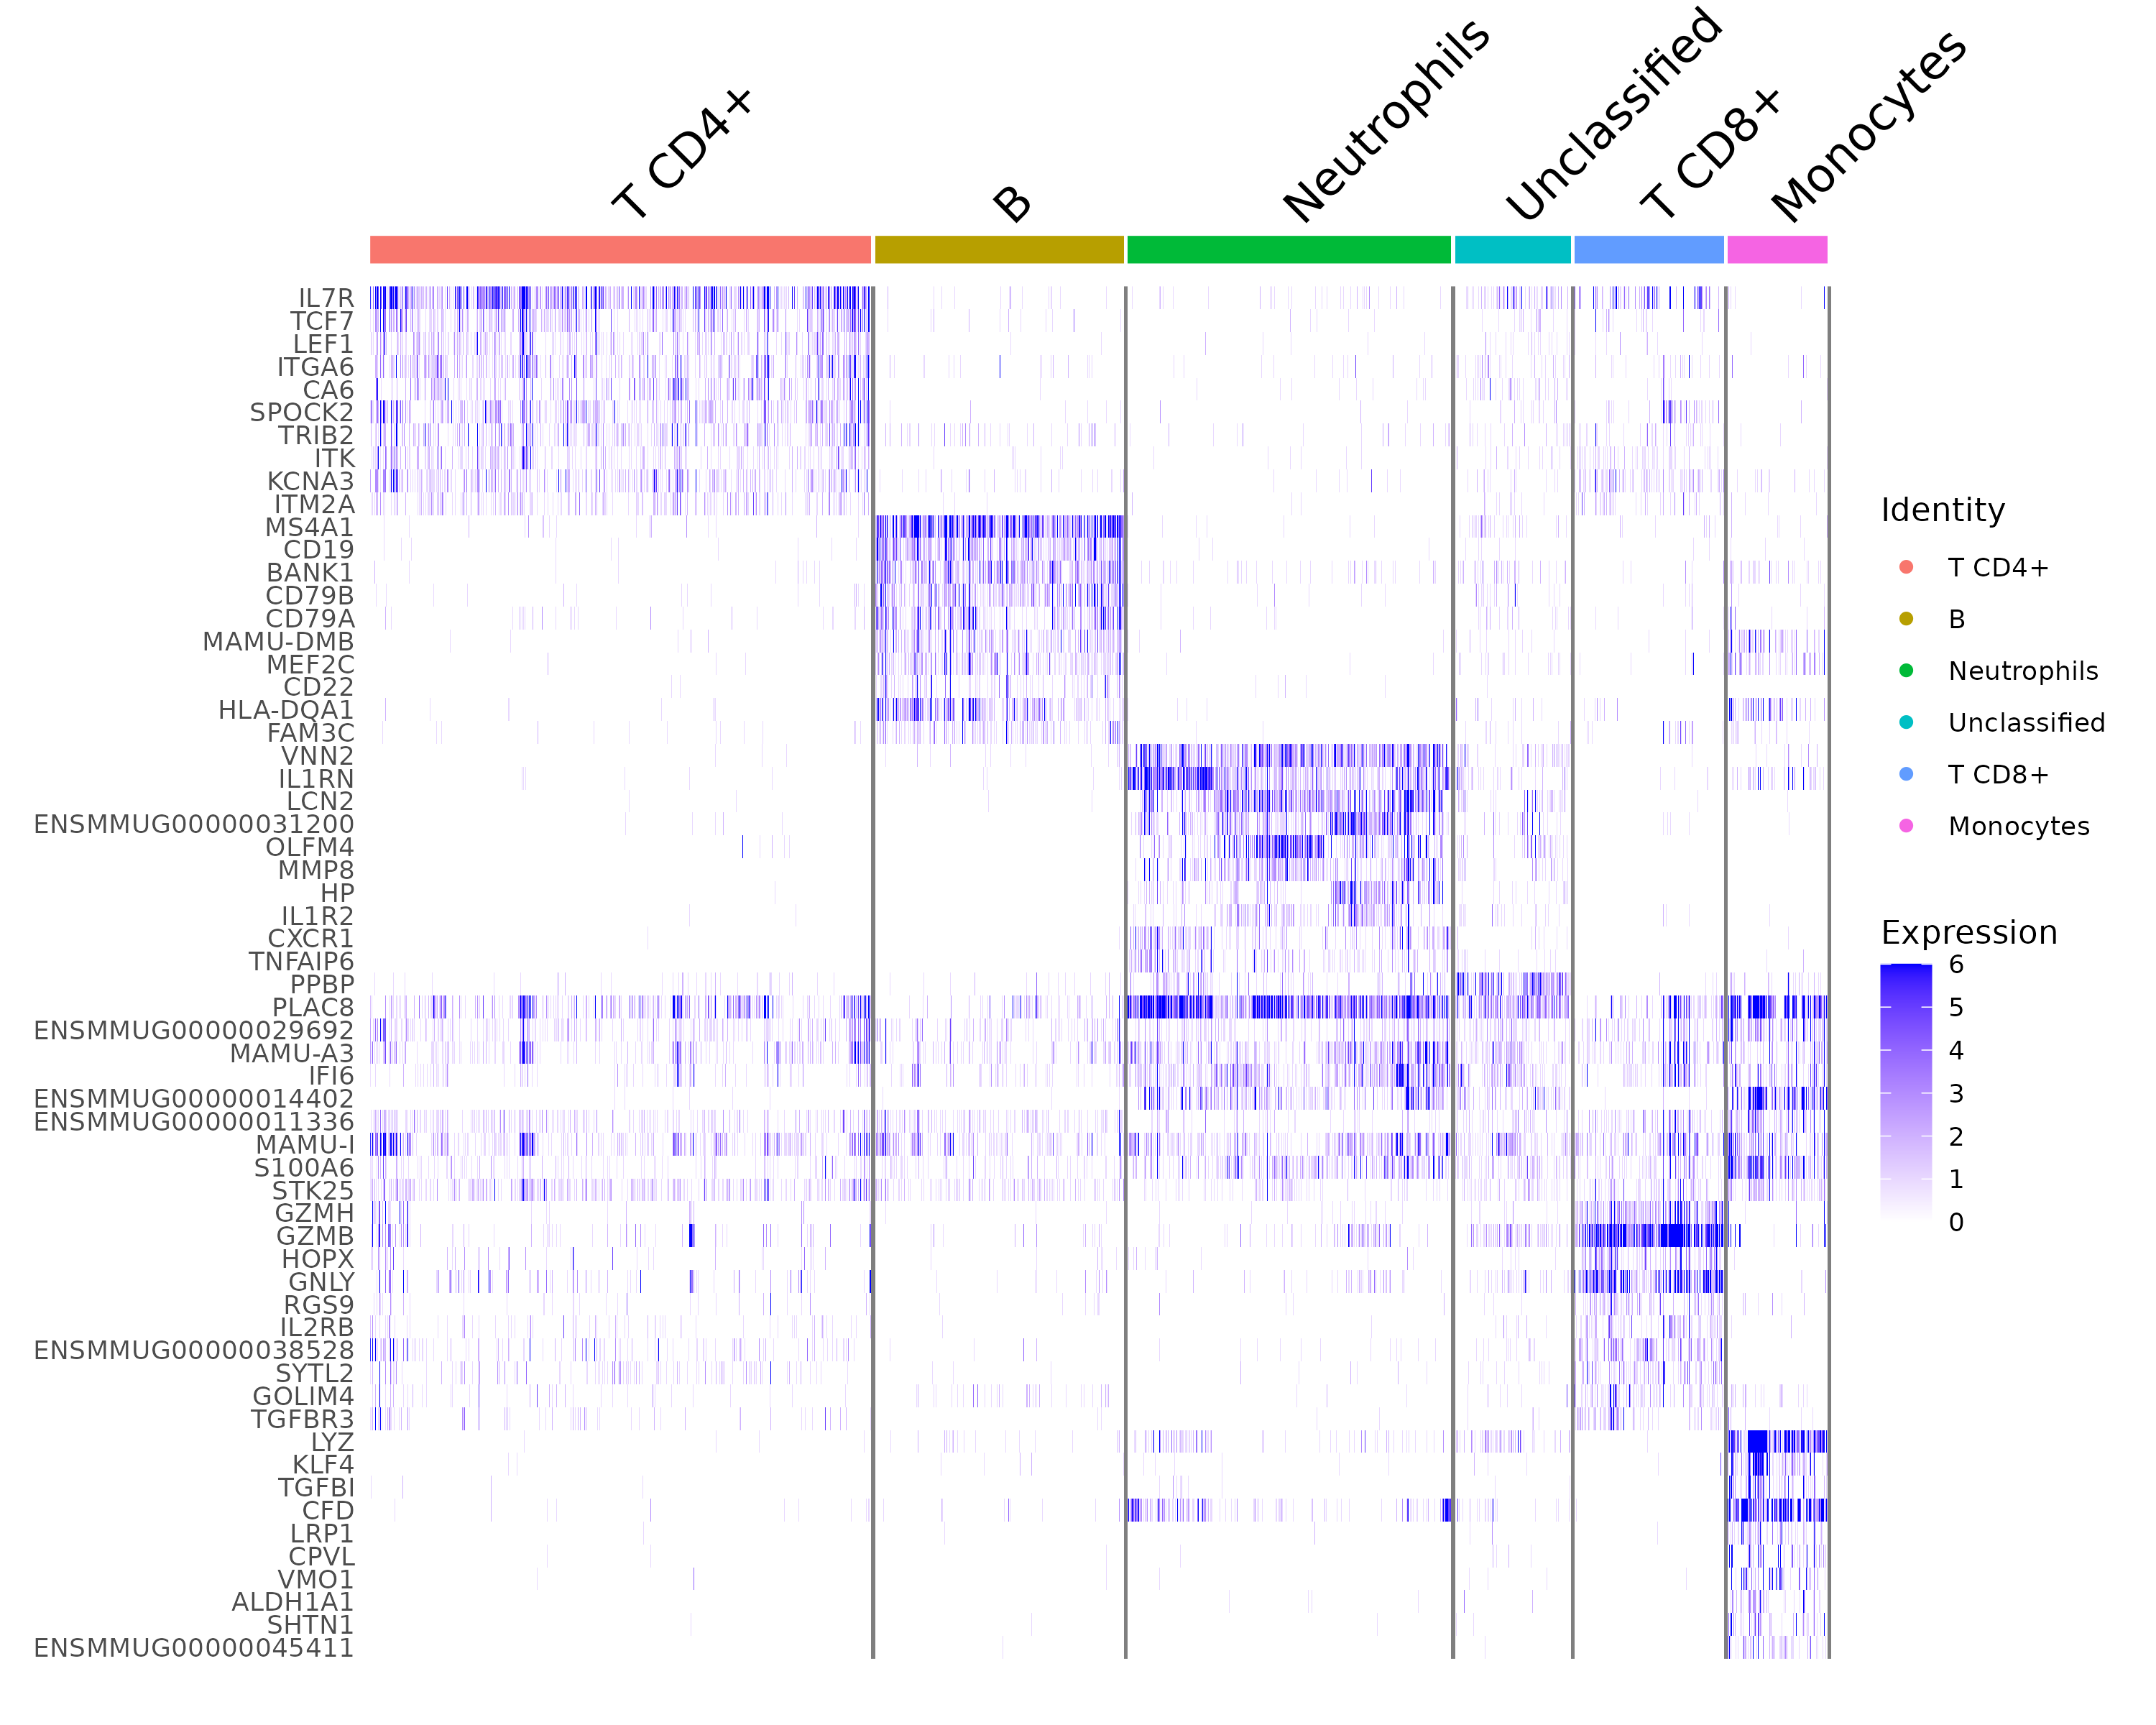 T CD4+
B
Neutrophils
Unclassified
T CD8+
Monocytes
IL7R
TCF7
LEF1
ITGA6
CA6
SPOCK2
TRIB2
ITK
KCNA3
ITM2A
MS4A1
CD19
BANK1
CD79B
CD79A
MAMU-DMB
MEF2C
CD22
HLA-DQA1
FAM3C
VNN2
IL1RN
LCN2
ENSMMUG00000031200
OLFM4
MMP8
HP
IL1R2
CXCR1
TNFAIP6
PPBP
PLAC8
ENSMMUG00000029692
MAMU-A3
IFI6
ENSMMUG00000014402
ENSMMUG00000011336
MAMU-I
S100A6
STK25
GZMH
GZMB
HOPX
GNLY
RGS9
IL2RB
ENSMMUG00000038528
SYTL2
GOLIM4
TGFBR3
LYZ
KLF4
TGFBI
CFD
LRP1
CPVL
VMO1
ALDH1A1
SHTN1
ENSMMUG00000045411
Identity
T CD4+
B
Neutrophils
Unclassified
T CD8+
Monocytes
Expression
6
5
4
3
2
1
0